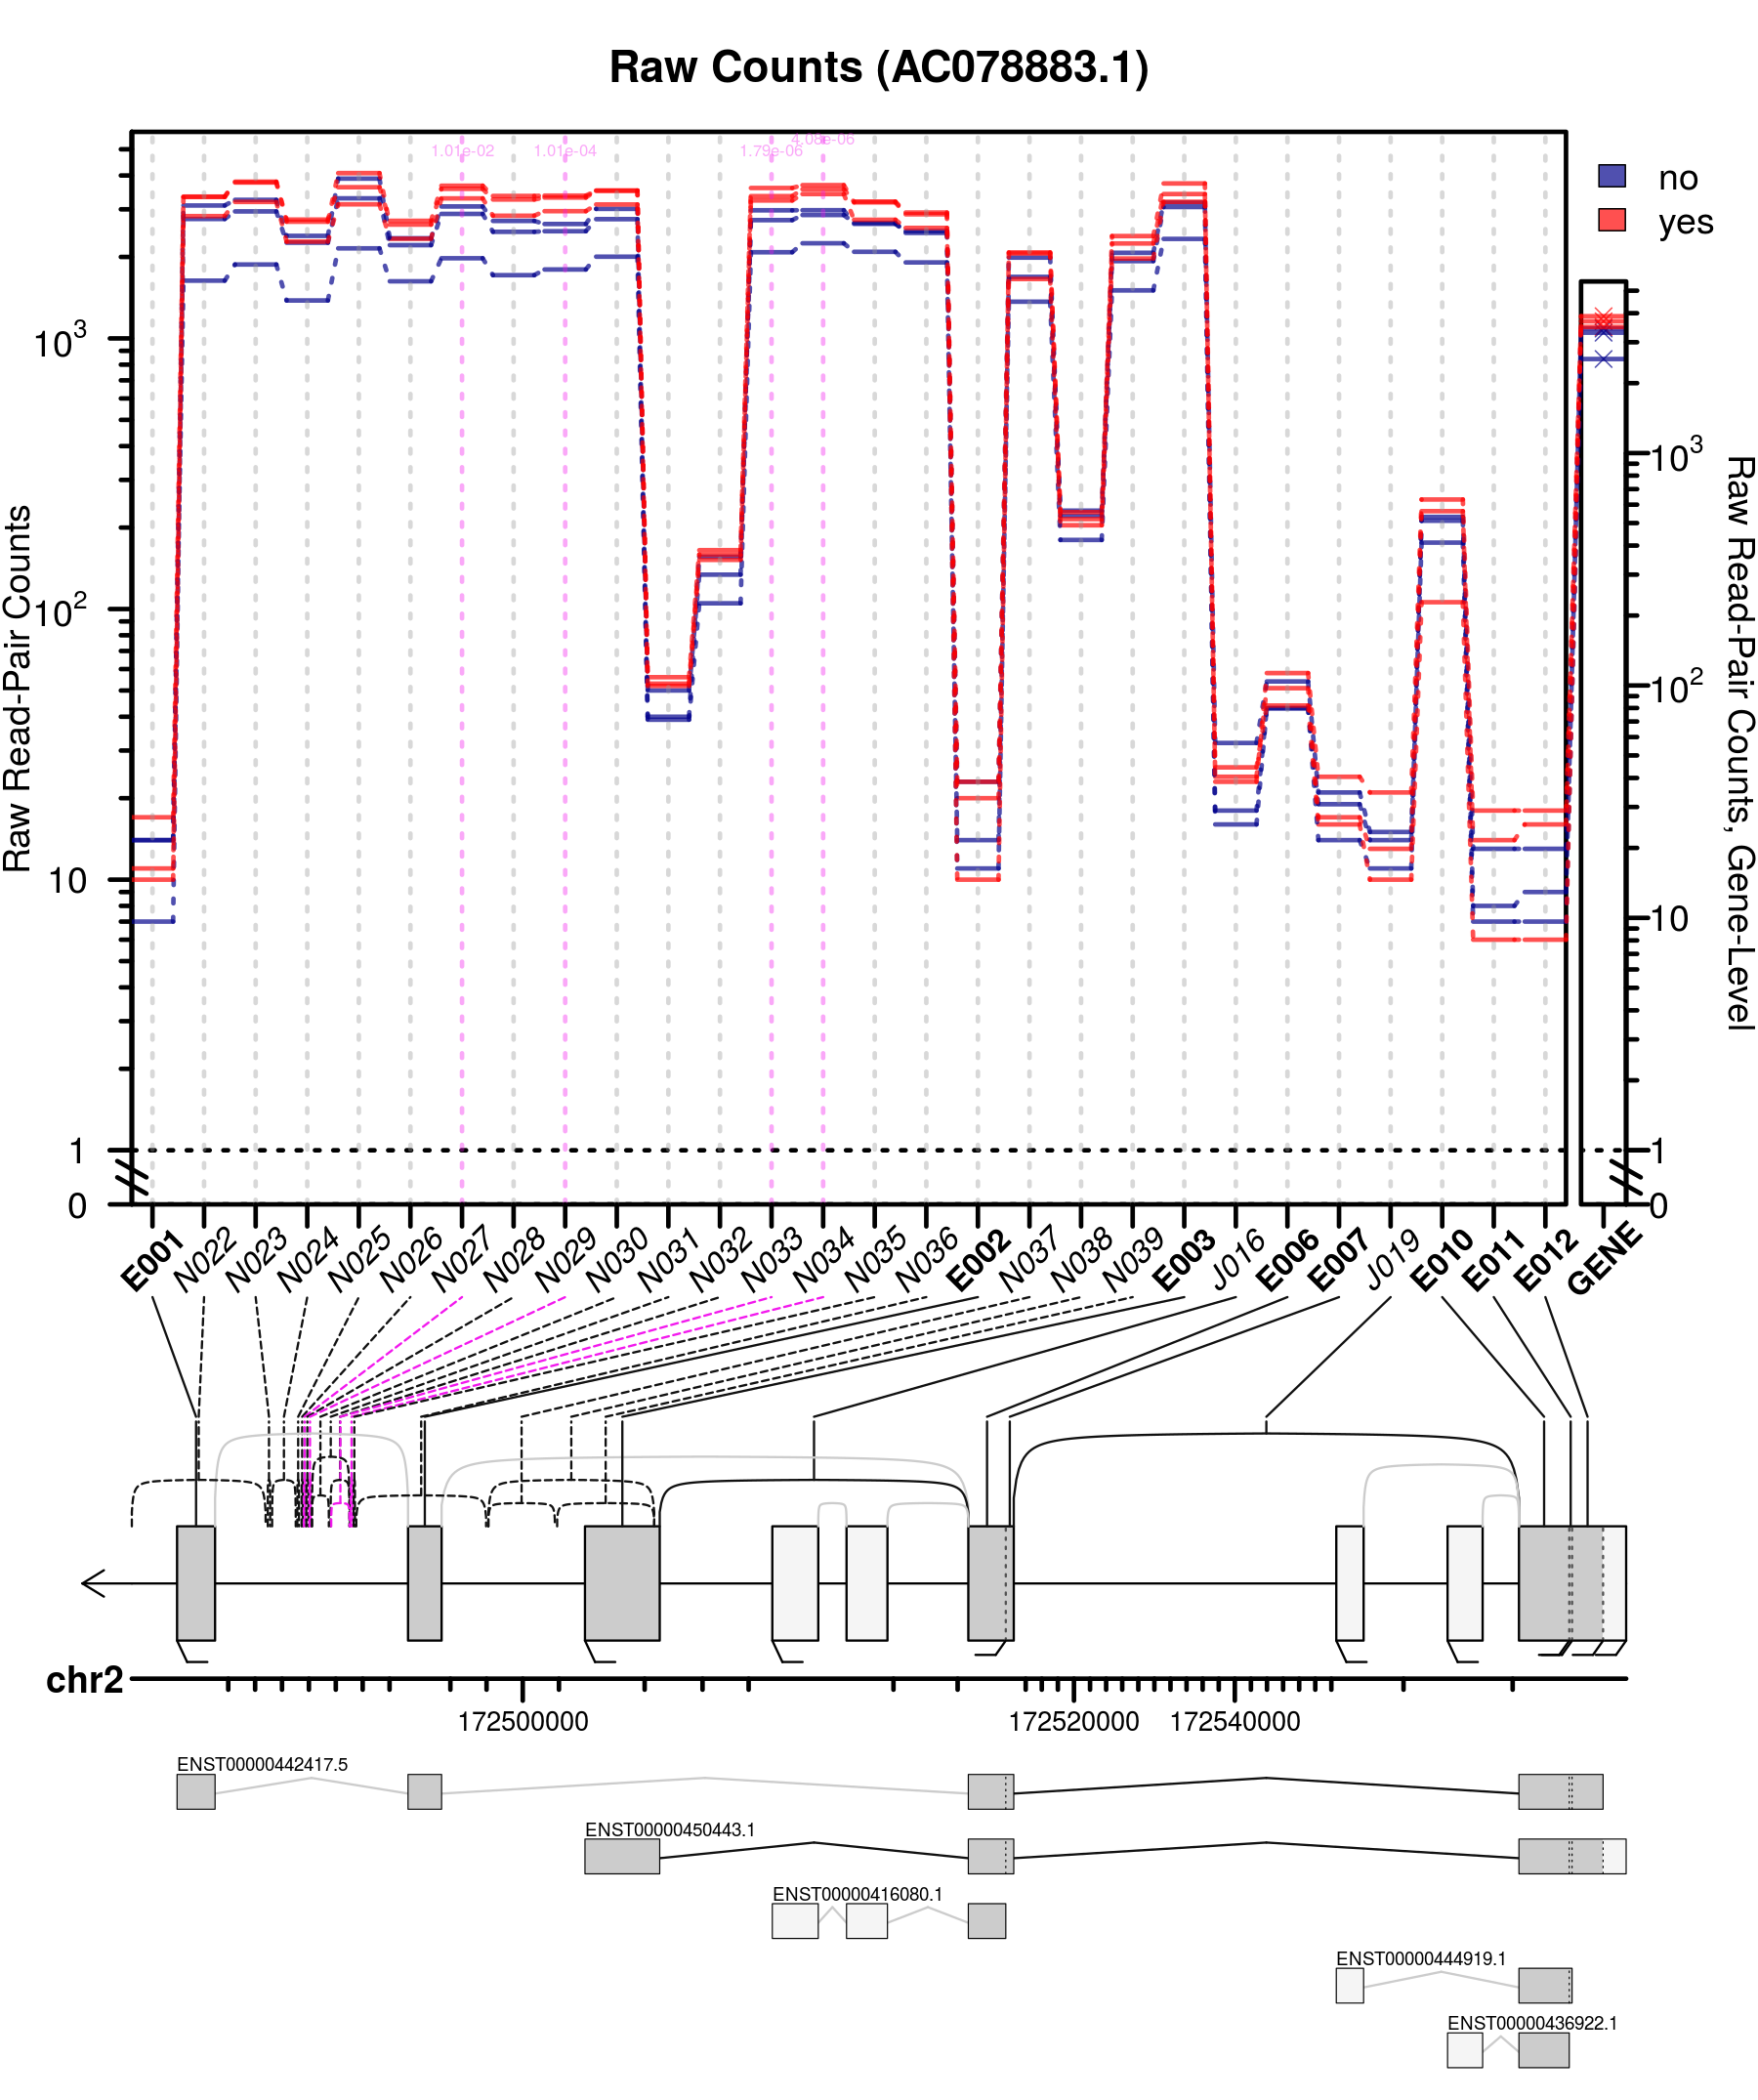 Raw Counts (AC078883.1)
1.01e-02
1.01e-04
1.79e-06
4.08e-06
no
yes
Raw Read-Pair Counts
10³
10²
10
1
0
10³
10²
10
1
0
Raw Read-Pair Counts, Gene-Level
E001 N022 N023 N024 N025 N026 N027 N028 N029 N030 N031 N032 N033 N034 N035 N036 E002 N037 N038 N039 E003 J016 E006 E007 J019 E010 E011 E012 GENE
chr2
172500000 172520000 172540000
ENST00000442417.5
ENST00000450443.1
ENST00000416080.1
ENST00000444919.1
ENST00000436922.1